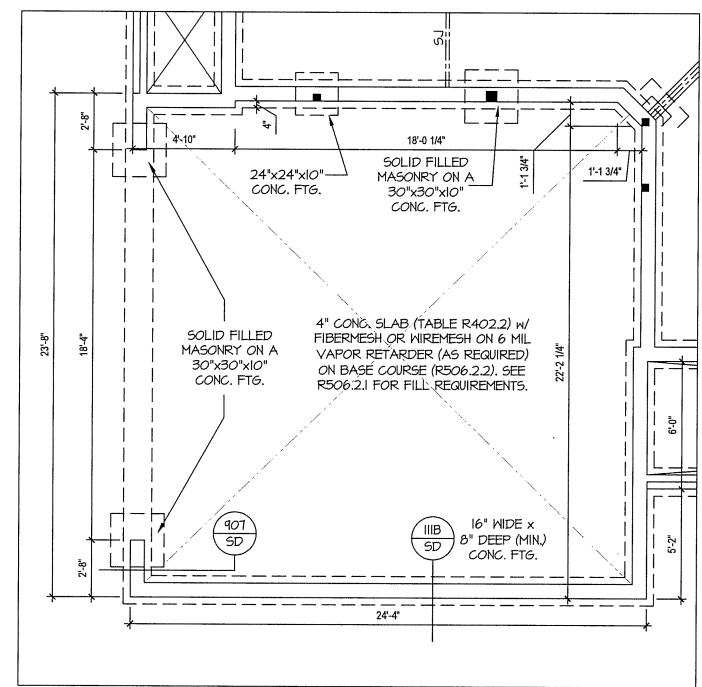 SJ
2'-8"
4'-10"
4"
18'-0 1/4"
24"x24"x10"
CONC. FTG.
SOLID FILLED
MASONRY ON A
30"x30"x10"
CONC. FTG.
1'-1 3/4"
1'-1 3/4"
23'-8"
18'-4"
SOLID FILLED
MASONRY ON A
30"x30"x10"
CONC. FTG.
4" CONC. SLAB (TABLE R402.2) W/
FIBERMESH OR WIREMESH ON 6 MIL
VAPOR RETARDER (AS REQUIRED)
ON BASE COURSE (R506.2.2). SEE
R506.2.1 FOR FILL REQUIREMENTS.
22'-2 1/4"
6'-0"
907
SD
111B
SD
16" WIDE x
8" DEEP (MIN.)
CONC. FTG.
5'-2"
2'-8"
24'-4"